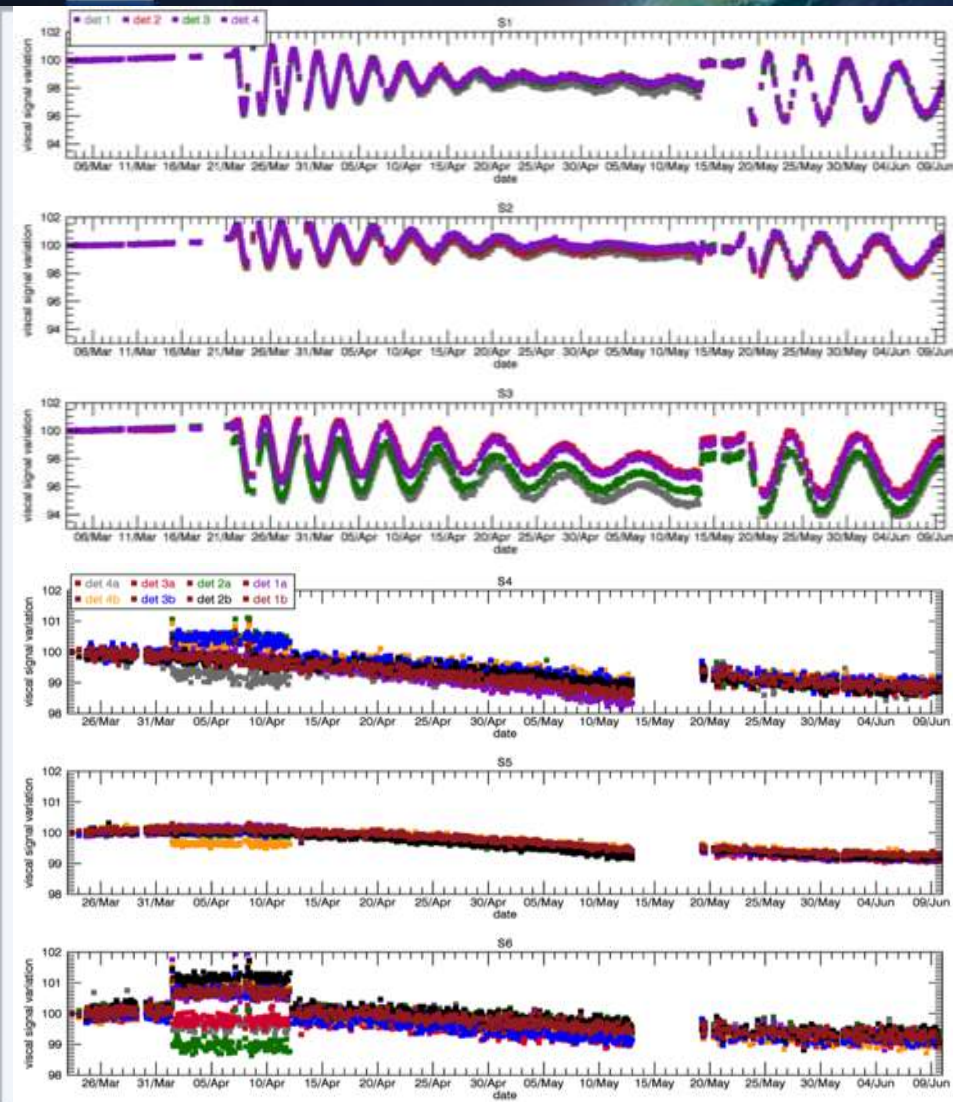 det 1 det 2 det 3 det 4
S1
viscal signal variation
102
100
98
96
94
06/Mar 11/Mar 16/Mar 21/Mar 26/Mar 31/Mar 05/Apr 10/Apr 15/Apr 20/Apr 25/Apr 30/Apr 05/May 10/May 15/May 20/May 25/May 30/May 04/Jun 09/Jun
date
S2
viscal signal variation
102
100
98
96
94
06/Mar 11/Mar 16/Mar 21/Mar 26/Mar 31/Mar 05/Apr 10/Apr 15/Apr 20/Apr 25/Apr 30/Apr 05/May 10/May 15/May 20/May 25/May 30/May 04/Jun 09/Jun
date
S3
viscal signal variation
102
100
98
96
94
06/Mar 11/Mar 16/Mar 21/Mar 26/Mar 31/Mar 05/Apr 10/Apr 15/Apr 20/Apr 25/Apr 30/Apr 05/May 10/May 15/May 20/May 25/May 30/May 04/Jun 09/Jun
date
det 4a det 3a det 2a det 1a
det 4b det 3b det 2b det 1b
S4
viscal signal variation
102
101
100
99
98
26/Mar 31/Mar 05/Apr 10/Apr 15/Apr 20/Apr 25/Apr 30/Apr 05/May 10/May 15/May 20/May 25/May 30/May 04/Jun 09/Jun
date
S5
viscal signal variation
102
101
100
99
98
26/Mar 31/Mar 05/Apr 10/Apr 15/Apr 20/Apr 25/Apr 30/Apr 05/May 10/May 15/May 20/May 25/May 30/May 04/Jun 09/Jun
date
S6
viscal signal variation
102
101
100
99
98
26/Mar 31/Mar 05/Apr 10/Apr 15/Apr 20/Apr 25/Apr 30/Apr 05/May 10/May 15/May 20/May 25/May 30/May 04/Jun 09/Jun
date